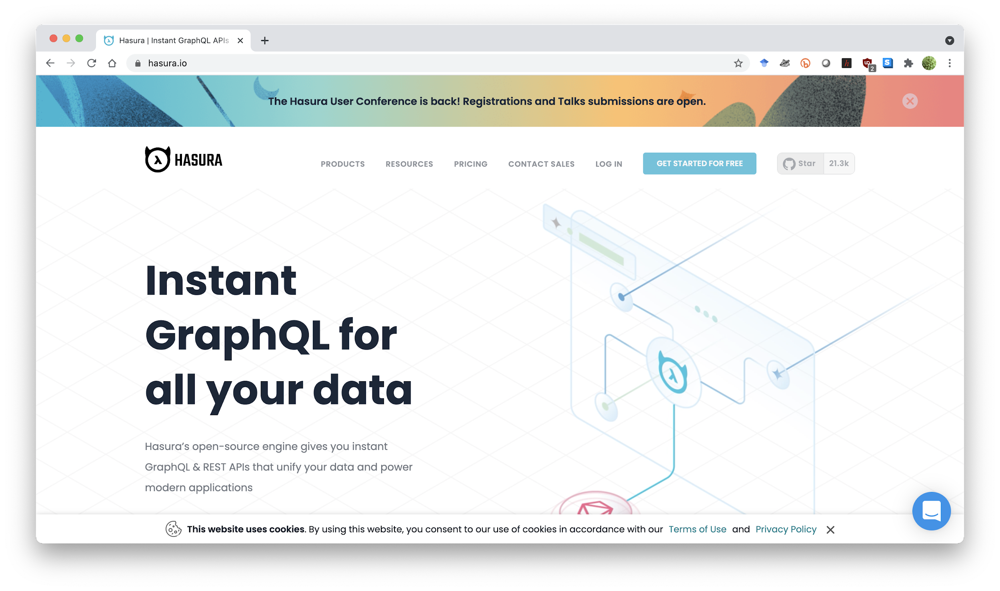 Hasura | Instant GraphQL APIs
hasura.io
2
The Hasura User Conference is back! Registrations and Talks submissions are open.
HASURA
PRODUCTS
RESOURCES
PRICING
CONTACT SALES
LOG IN
GET STARTED FOR FREE
Star
21.3k
Instant
GraphQL for
all your data
Hasura’s open-source engine gives you instant
GraphQL & REST APIs that unify your data and power
modern applications
This website uses cookies. By using this website, you consent to our use of cookies in accordance with our Terms of Use and Privacy Policy